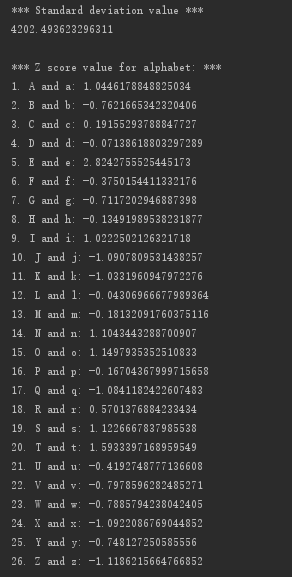 *** Standard deviation value ***
4202.493623296311
*** Z score value for alphabet: ***
1. A and a: 1.0446178848825034
2. B and b: -0.7621665342320406
3. C and c: 0.19155293788847727
4. D and d: -0.07138618803297289
5. E and e: 2.8242755525445173
6. F and f: -0.3750154411332176
7. G and g: -0.7117202946887398
8. H and h: -0.13491989538231877
9. I and i: 1.0222502126321718
10. J and j: -1.0907809531438257
11. K and k: -1.0331960947972276
12. L and l: -0.04306966677989364
13. M and m: -0.18132091760375116
14. N and n: 1.1043443288700907
15. O and o: 1.1497935352510833
16. P and p: -0.16704367999715658
17. Q and q: -1.0841182422607483
18. R and r: 0.5701376884233434
19. S and s: 1.1226667837985538
20. T and t: 1.5933397168959549
21. U and u: -0.4192748777136608
22. V and v: -0.7978596282485271
23. W and w: -0.7885794238042405
24. X and x: -1.0922086769044852
25. Y and y: -0.748127250585556
26. Z and z: -1.1186215664766852